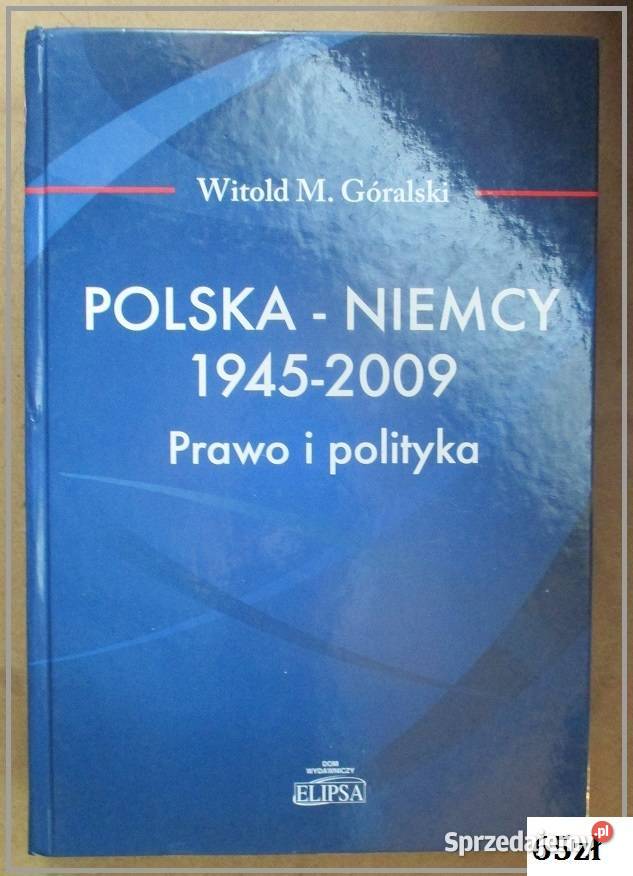 Witold M. Góralski
POLSKA - NIEMCY
1945-2009
Prawo i polityka
DOM
WYDAWNICZY
ELIPSA
Sprzedajemy.pl